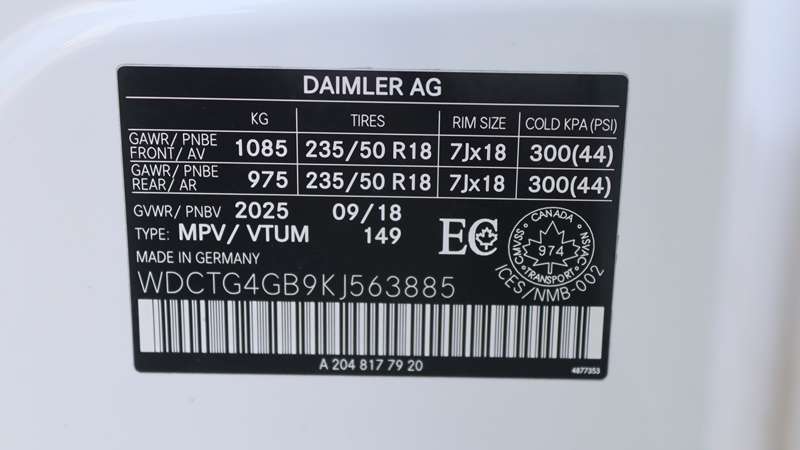 DAIMLER AG
KG TIRES RIM SIZE COLD KPA (PSI)
GAWR/ PNBE FRONT/ AV 1085 235/50 R18 7Jx18 300(44)
GAWR/ PNBE REAR/ AR 975 235/50 R18 7Jx18 300(44)
GVWR/ PNBV 2025 09/18
TYPE: MPV/ VTUM 149
EC
CANADA
CMVSS 974 NSVAC
TRANSPORT
ICES/NMB-002
MADE IN GERMANY
WDCTG4GB9KJ563885
A 204 817 79 20
4877353